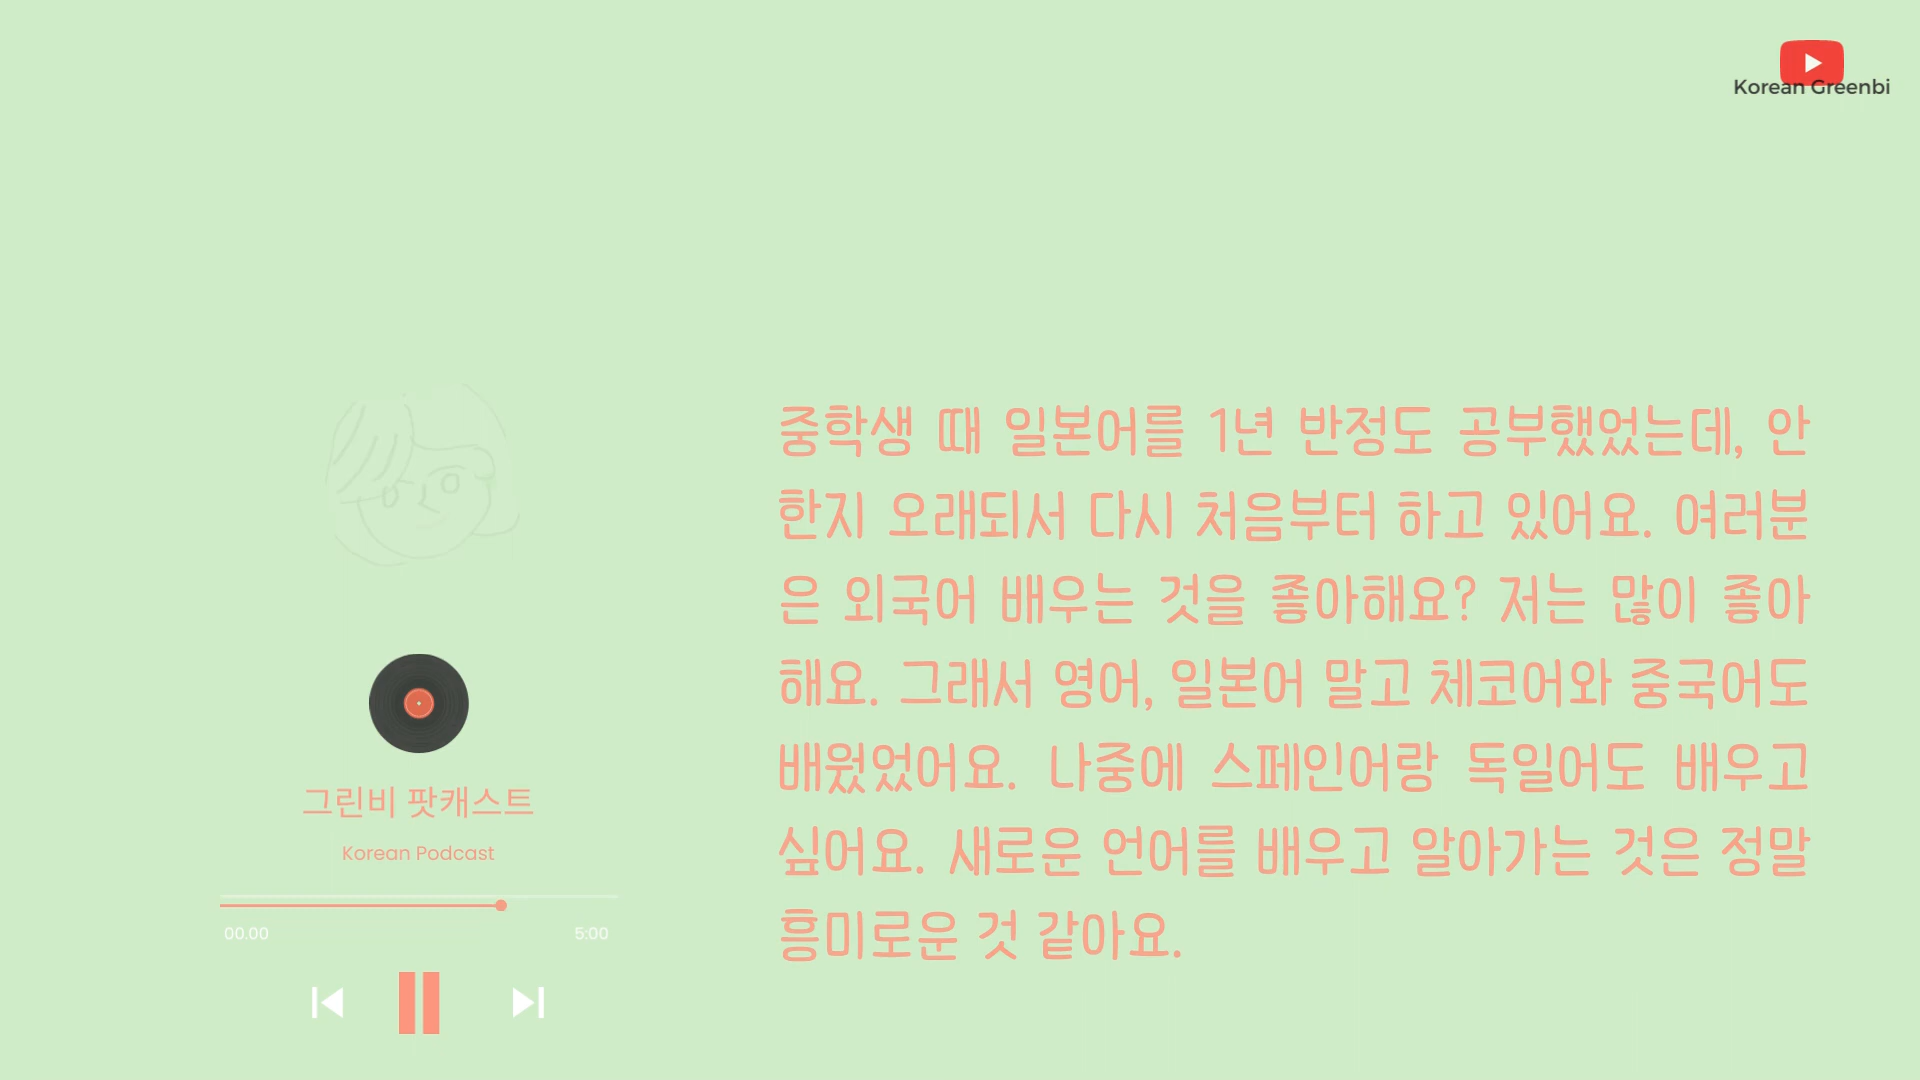 Korean Greenbi
중학생 때 일본어를 1년 반정도 공부했었는데, 안
한지 오래되서 다시 처음부터 하고 있어요. 여러분
은 외국어 배우는 것을 좋아해요? 저는 많이 좋아
해요. 그래서 영어, 일본어 말고 체코어와 중국어도
배웠었어요. 나중에 스페인어랑 독일어도 배우고
싶어요. 새로운 언어를 배우고 알아가는 것은 정말
흥미로운 것 같아요.
그린비 팟캐스트
Korean Podcast
00.00
5:00